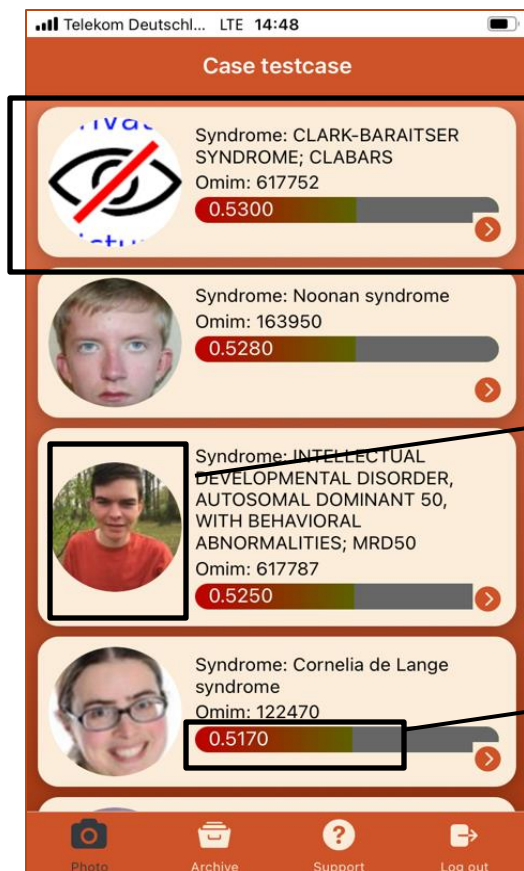 Telekom Deutschl... LTE 14:48
Case testcase
Syndrome: CLARK-BARAITSER
SYNDROME; CLABARS
Omim: 617752
0.5300
Syndrome: Noonan syndrome
Omim: 163950
0.5280
Syndrome: INTELLECTUAL
DEVELOPMENTAL DISORDER,
AUTOSOMAL DOMINANT 50,
WITH BEHAVIORAL
ABNORMALITIES; MRD50
Omim: 617787
0.5250
Syndrome: Cornelia de Lange
syndrome
Omim: 122470
0.5170
Photo Archive Support Log out